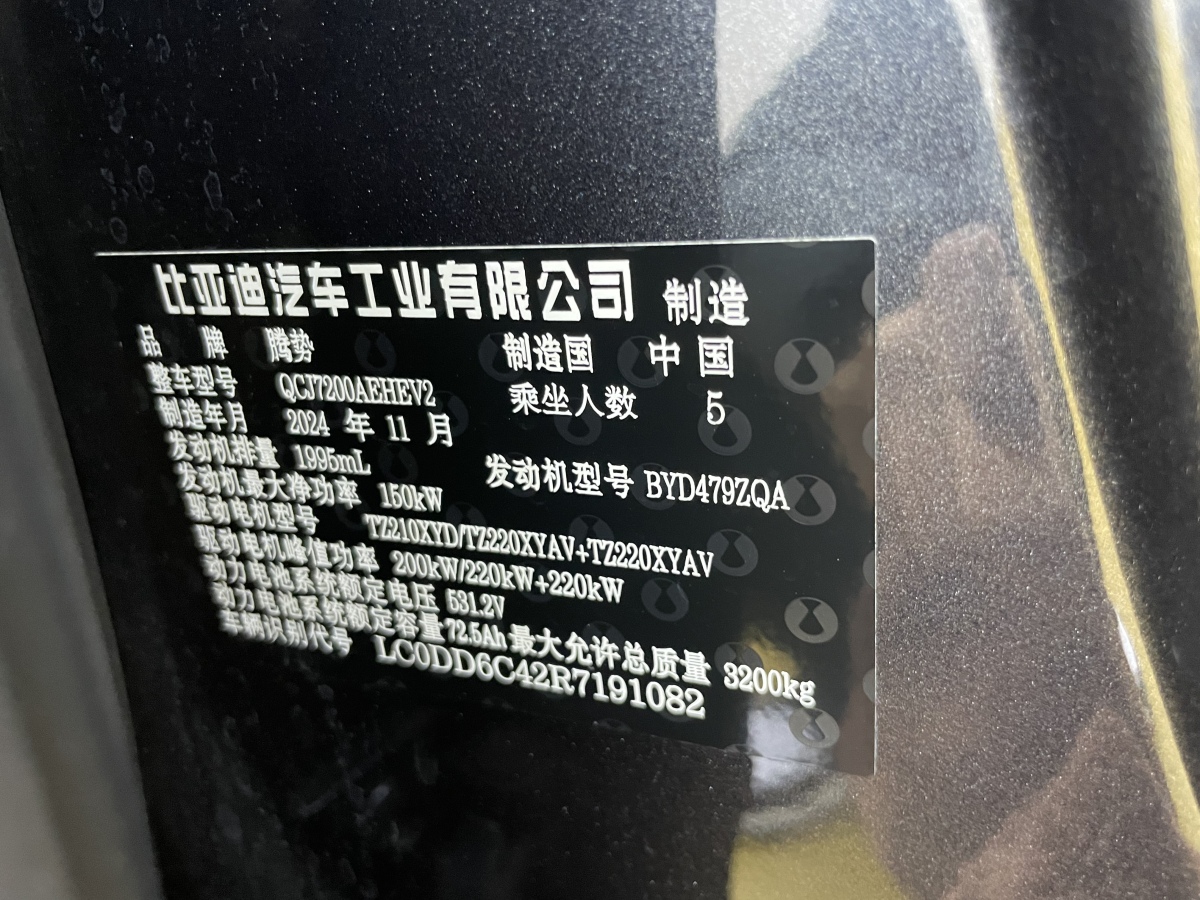 比亚迪汽车工业有限公司 制造
品 牌 腾势 制造国 中国
整车型号 QCJ7200AEHEV2 乘坐人数 5
制造年月 2024 年 11 月
发动机排量 1995mL 发动机型号 BYD479ZQA
发动机最大净功率 150kW
驱动电机型号 TZ210XYD/TZ220XYAV+TZ220XYAV
驱动电机峰值功率 200kW/220kW+220kW
动力电池系统额定电压 531.2V
动力电池系统额定容量 72.5Ah 最大允许总质量 3200kg
车辆识别代号 LC0DD6C42R7191082